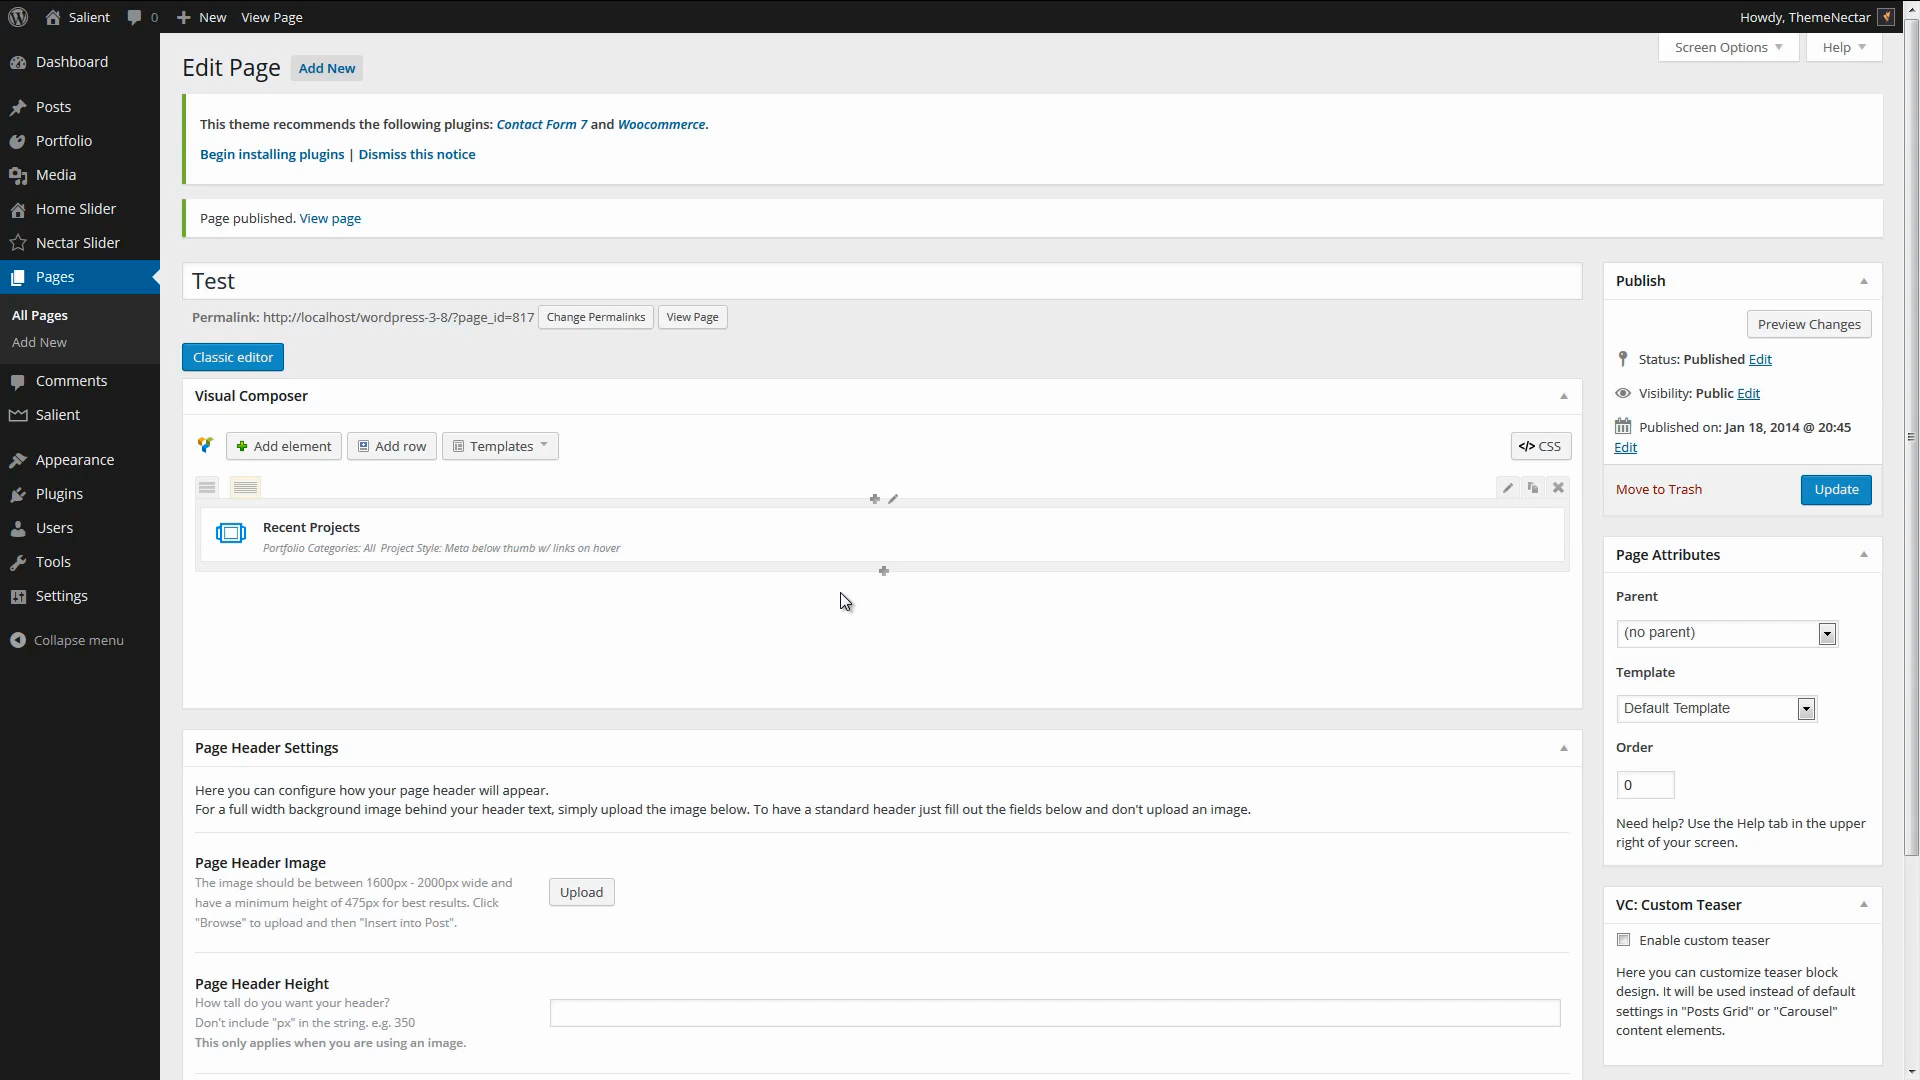 Salient 0 New View Page Howdy, ThemeNectar
Screen Options Help
Dashboard
Posts
Portfolio
Media
Home Slider
Nectar Slider
Pages
All Pages
Add New
Comments
Salient
Appearance
Plugins
Users
Tools
Settings
Collapse menu
Edit Page Add New
This theme recommends the following plugins: Contact Form 7 and Woocommerce.
Begin installing plugins | Dismiss this notice
Page published. View page
Test
Permalink: http://localhost/wordpress-3-8/?page_id=817 Change Permalinks View Page
Classic editor
Visual Composer
Add element Add row Templates </> CSS
Recent Projects
Portfolio Categories: All Project Style: Meta below thumb w/ links on hover
Page Header Settings
Here you can configure how your page header will appear.
For a full width background image behind your header text, simply upload the image below. To have a standard header just fill out the fields below and don't upload an image.
Page Header Image
The image should be between 1600px - 2000px wide and
have a minimum height of 475px for best results. Click
"Browse" to upload and then "Insert into Post".
Upload
Page Header Height
How tall do you want your header?
Don't include "px" in the string. e.g. 350
This only applies when you are using an image.
Publish
Preview Changes
Status: Published Edit
Visibility: Public Edit
Published on: Jan 18, 2014 @ 20:45
Edit
Move to Trash Update
Page Attributes
Parent
(no parent)
Template
Default Template
Order
0
Need help? Use the Help tab in the upper
right of your screen.
VC: Custom Teaser
Enable custom teaser
Here you can customize teaser block
design. It will be used instead of default
settings in "Posts Grid" or "Carousel"
content elements.